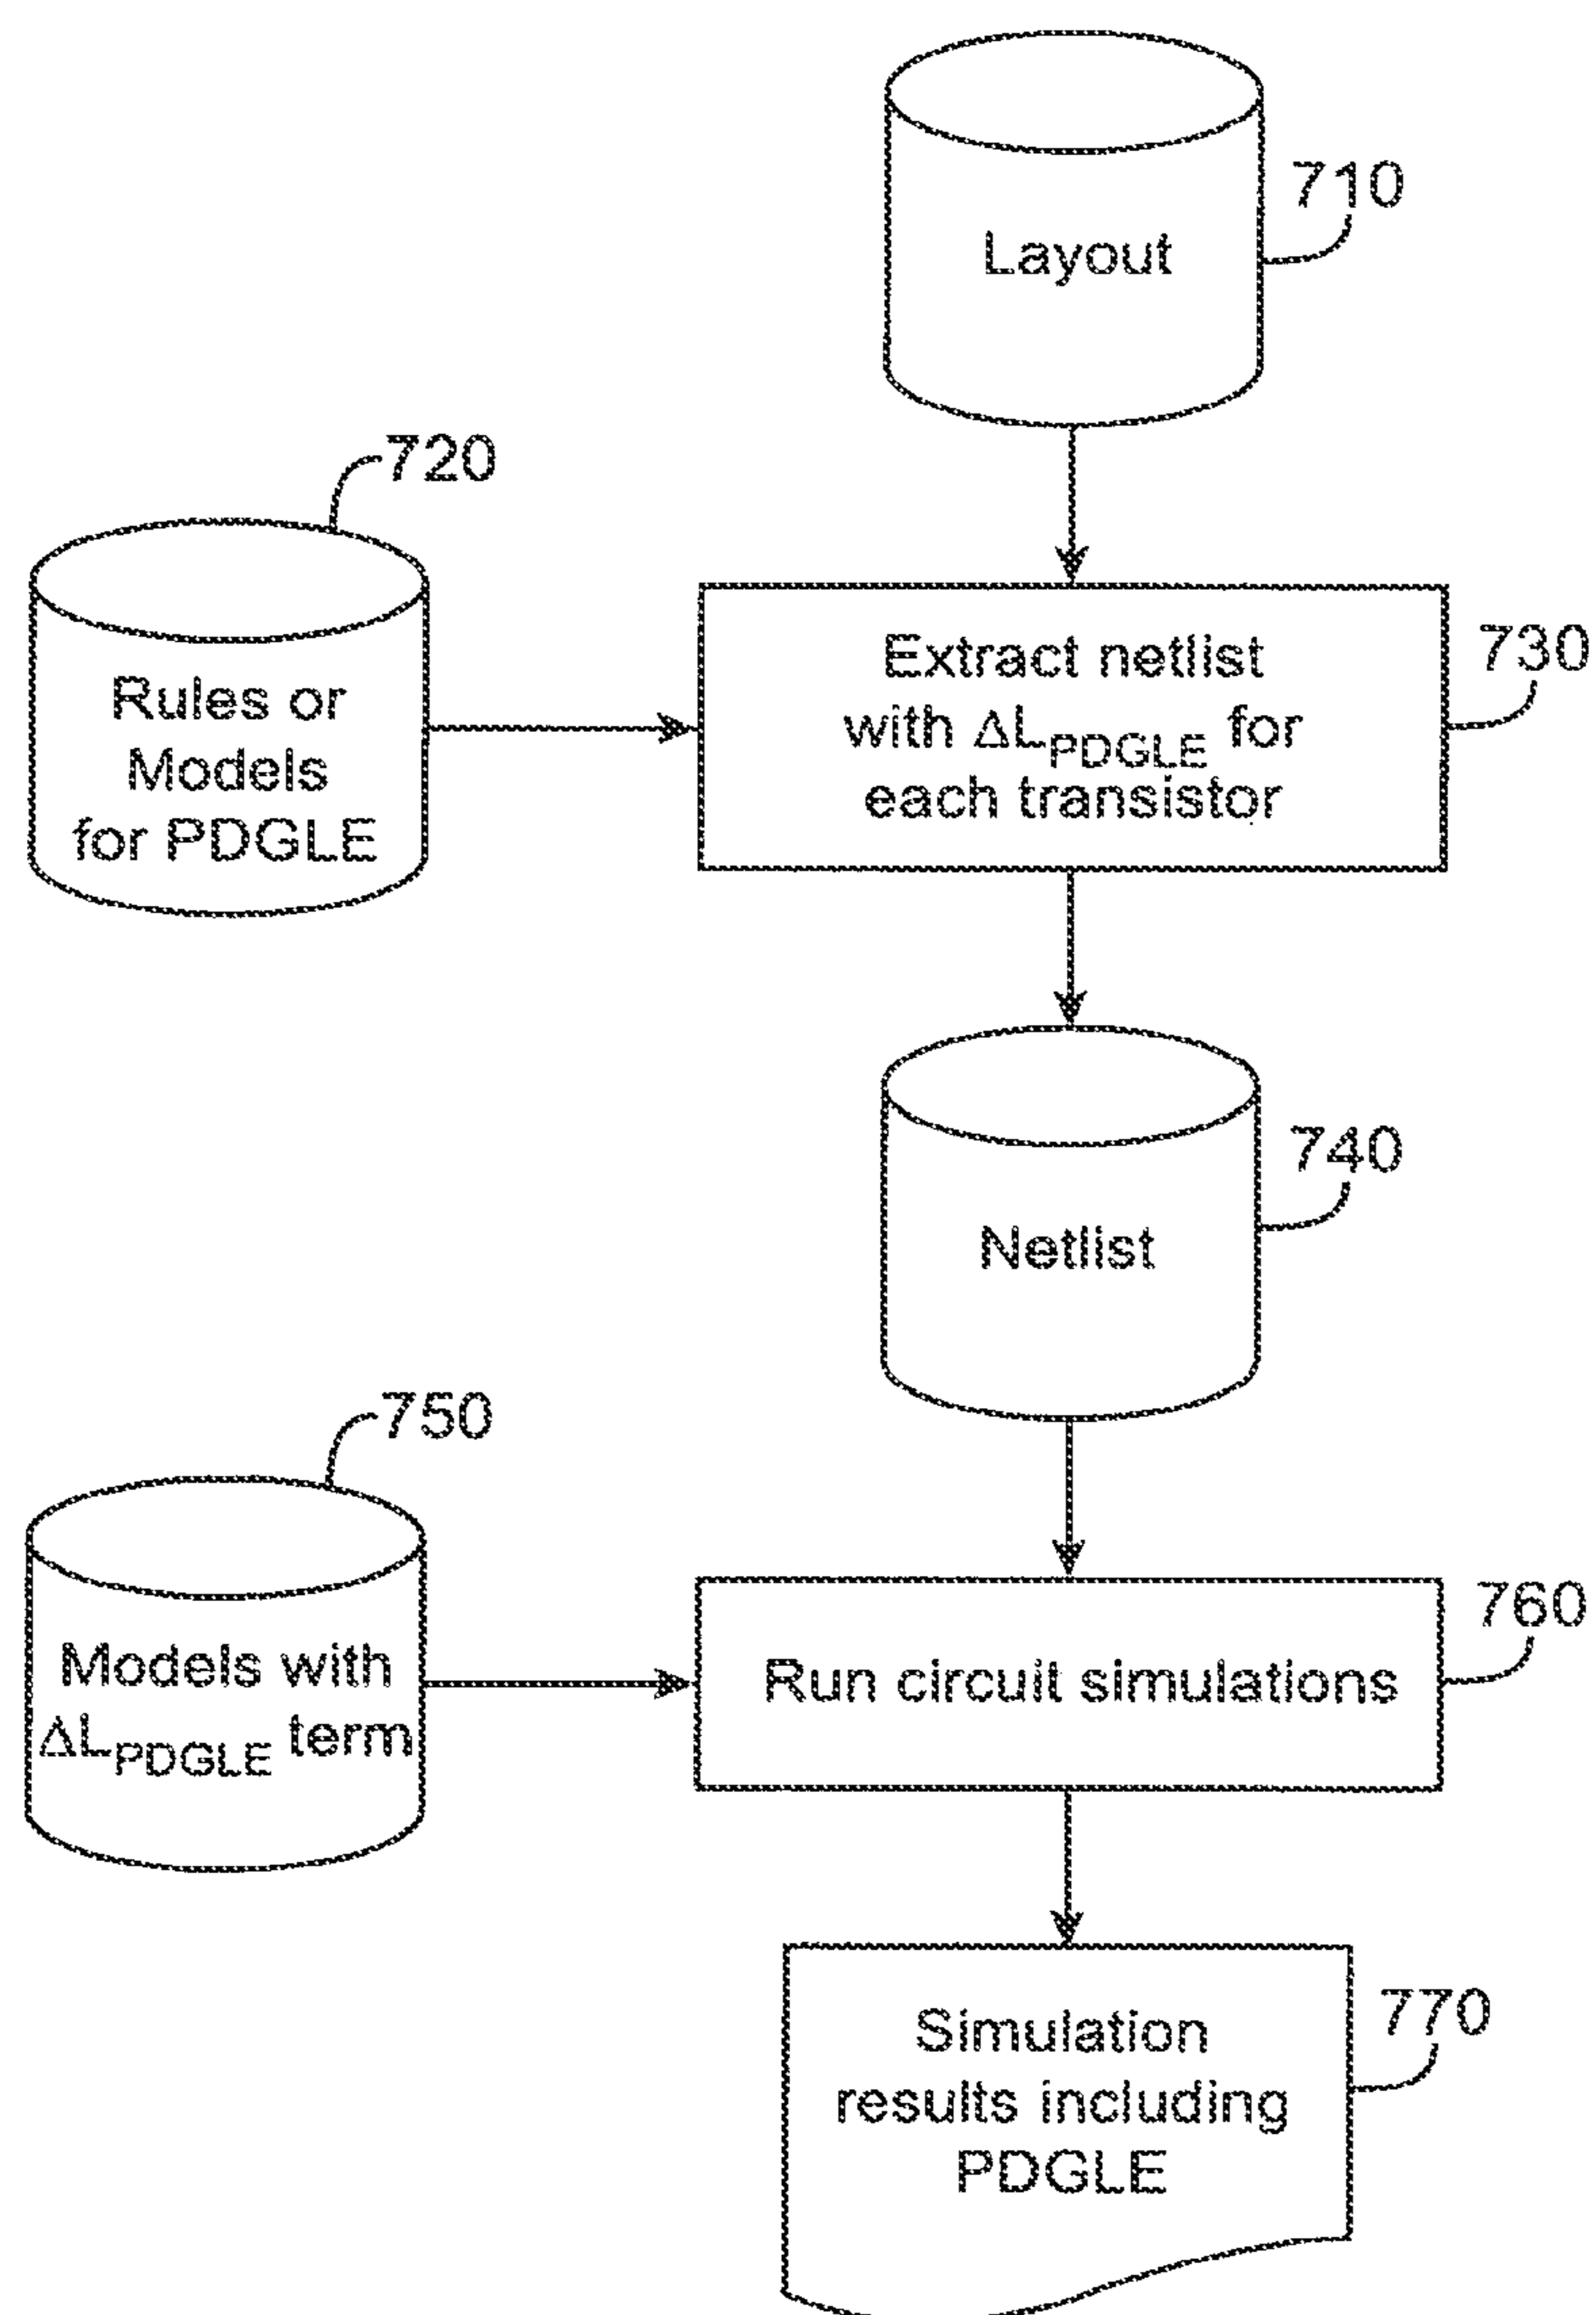 710
Layout
720
Rules or
Models
for PDGLE
Extract netlist
with ΔLPDGLE for
each transistor
730
740
Netlist
750
Models with
ΔLPDGLE term
Run circuit simulations
760
Simulation
results including
PDGLE
770